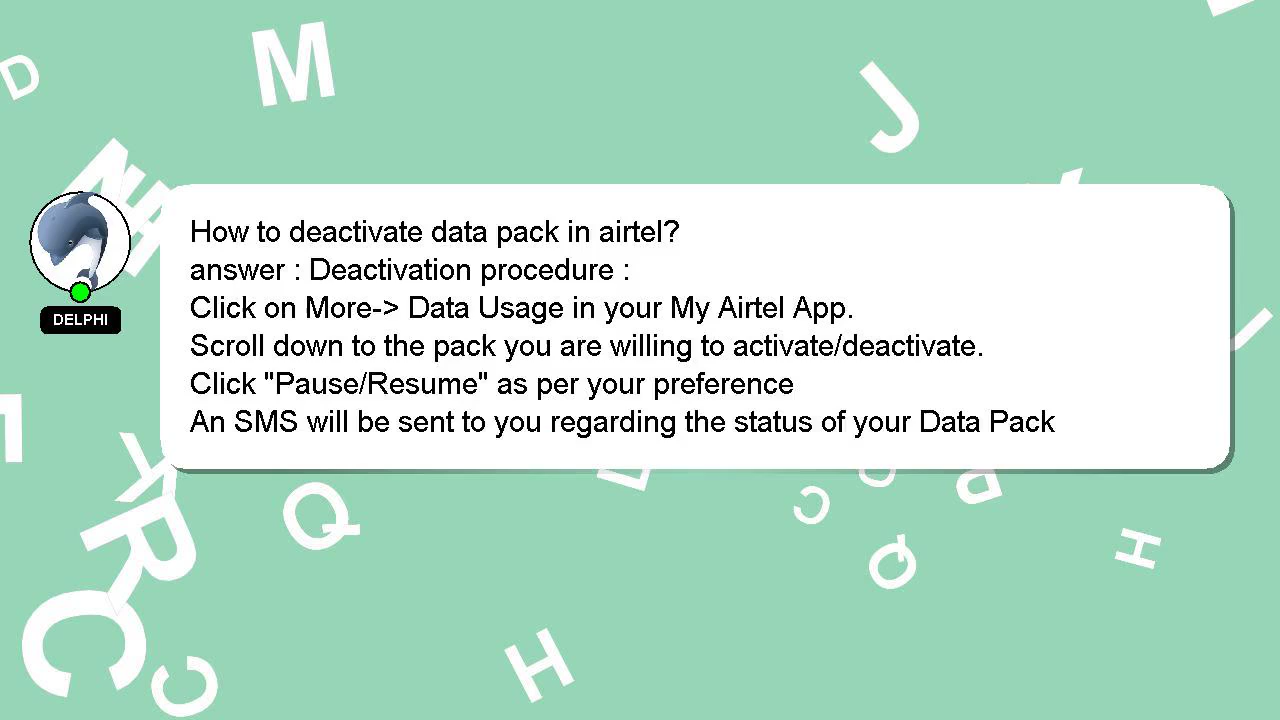 How to deactivate data pack in airtel?
answer : Deactivation procedure :
Click on More-> Data Usage in your My Airtel App.
Scroll down to the pack you are willing to activate/deactivate.
Click "Pause/Resume" as per your preference
An SMS will be sent to you regarding the status of your Data Pack
DELPHI
D
M
J
Q
C
Q
H
R
C
C
H